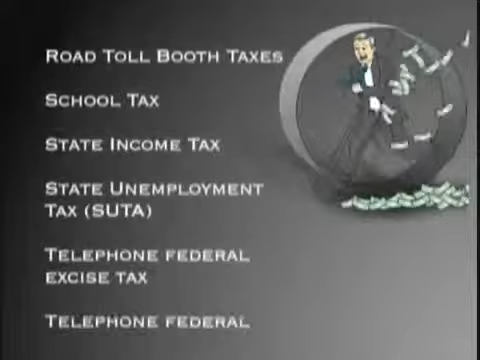 Road Toll Booth Taxes
School Tax
State Income Tax
State Unemployment
Tax (SUTA)
Telephone federal
excise tax
Telephone federal